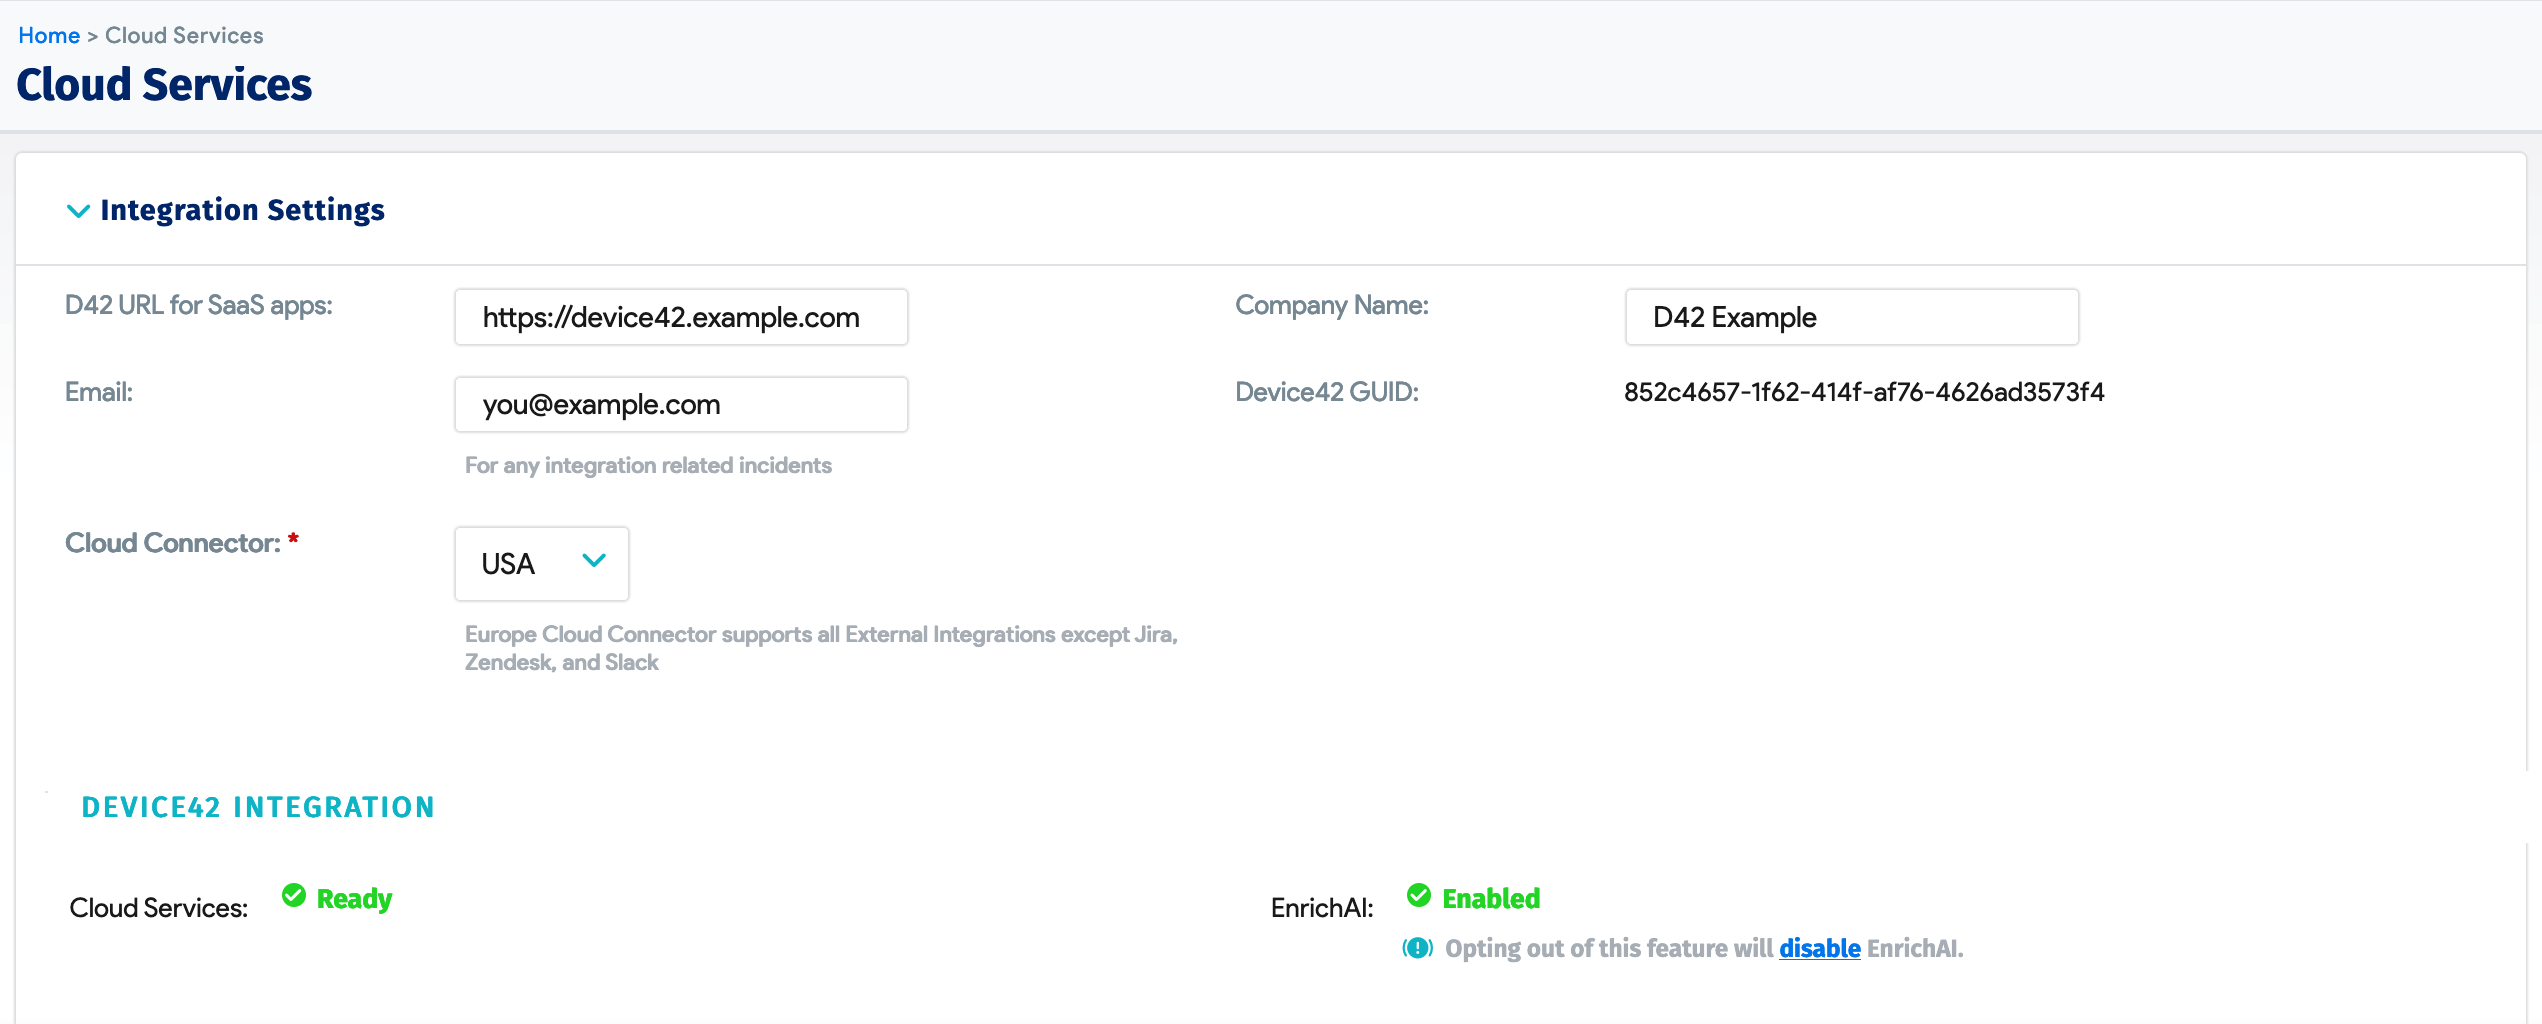 Home > Cloud Services
Cloud Services
Integration Settings
D42 URL for SaaS apps: https://device42.example.com
Company Name: D42 Example
Email: you@example.com
Device42 GUID: 852c4657-1f62-414f-af76-4626ad3573f4
For any integration related incidents
Cloud Connector: * USA
Europe Cloud Connector supports all External Integrations except Jira,
Zendesk, and Slack
DEVICE42 INTEGRATION
Cloud Services: Ready
EnrichAI: Enabled
Opting out of this feature will disable EnrichAI.